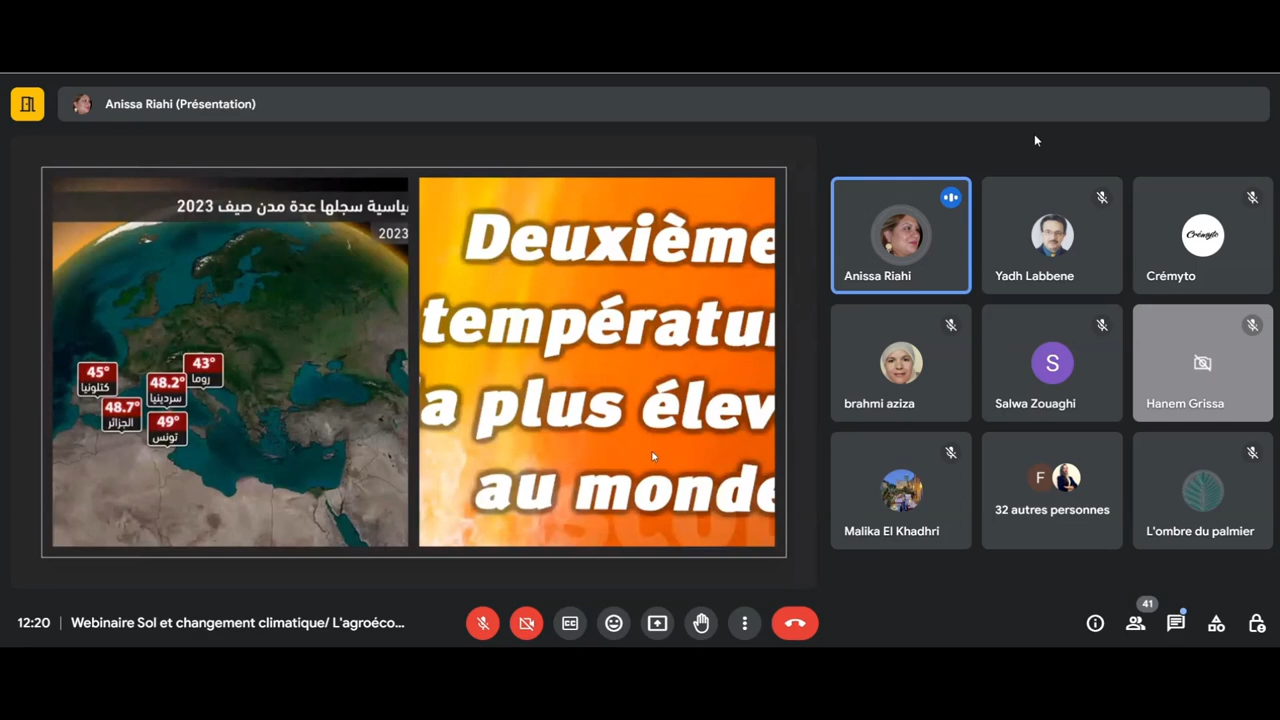 Anissa Riahi (Présentation)
سجلها عدة مدن صيف 2023
2023
45°
كتلونيا
48.7°
الجزائر
48.2°
سردينيا
43°
روما
49°
تونس
Deuxième
températur
la plus élev
au monde
Anissa Riahi
Yadh Labbene
Crémyto
Crémyto
brahmi aziza
S
Salwa Zouaghi
Hanem Grissa
Malika El Khadhri
F
32 autres personnes
L'ombre du palmier
12:20
Webinaire Sol et changement climatique/ L'agroéco...
41